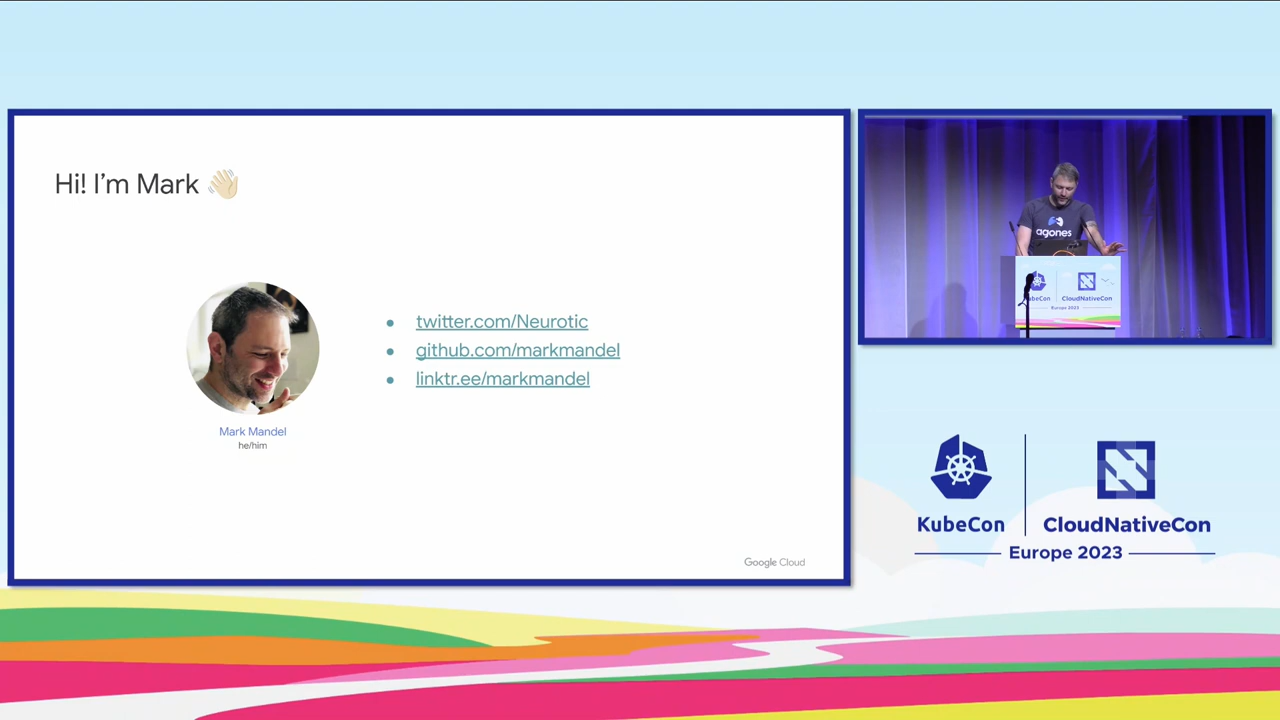 Hi! I'm Mark 👋🏻
twitter.com/Neurotic
github.com/markmandel
linktr.ee/markmandel
Mark Mandel
he/him
Google Cloud
agones
KubeCon
CloudNativeCon
Europe 2023
KubeCon
CloudNativeCon
Europe 2023